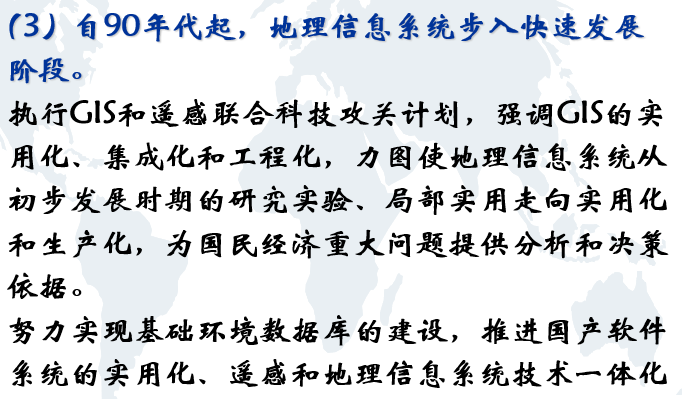 (3) 自90年代起，地理信息系统步入快速发展
阶段。
执行GIS和遥感联合科技攻关计划，强调GIS的实
用化、集成化和工程化，力图使地理信息系统从
初步发展时期的研究实验、局部实用走向实用化
和生产化，为国民经济重大问题提供分析和决策
依据。
努力实现基础环境数据库的建设，推进国产软件
系统的实用化、遥感和地理信息系统技术一体化